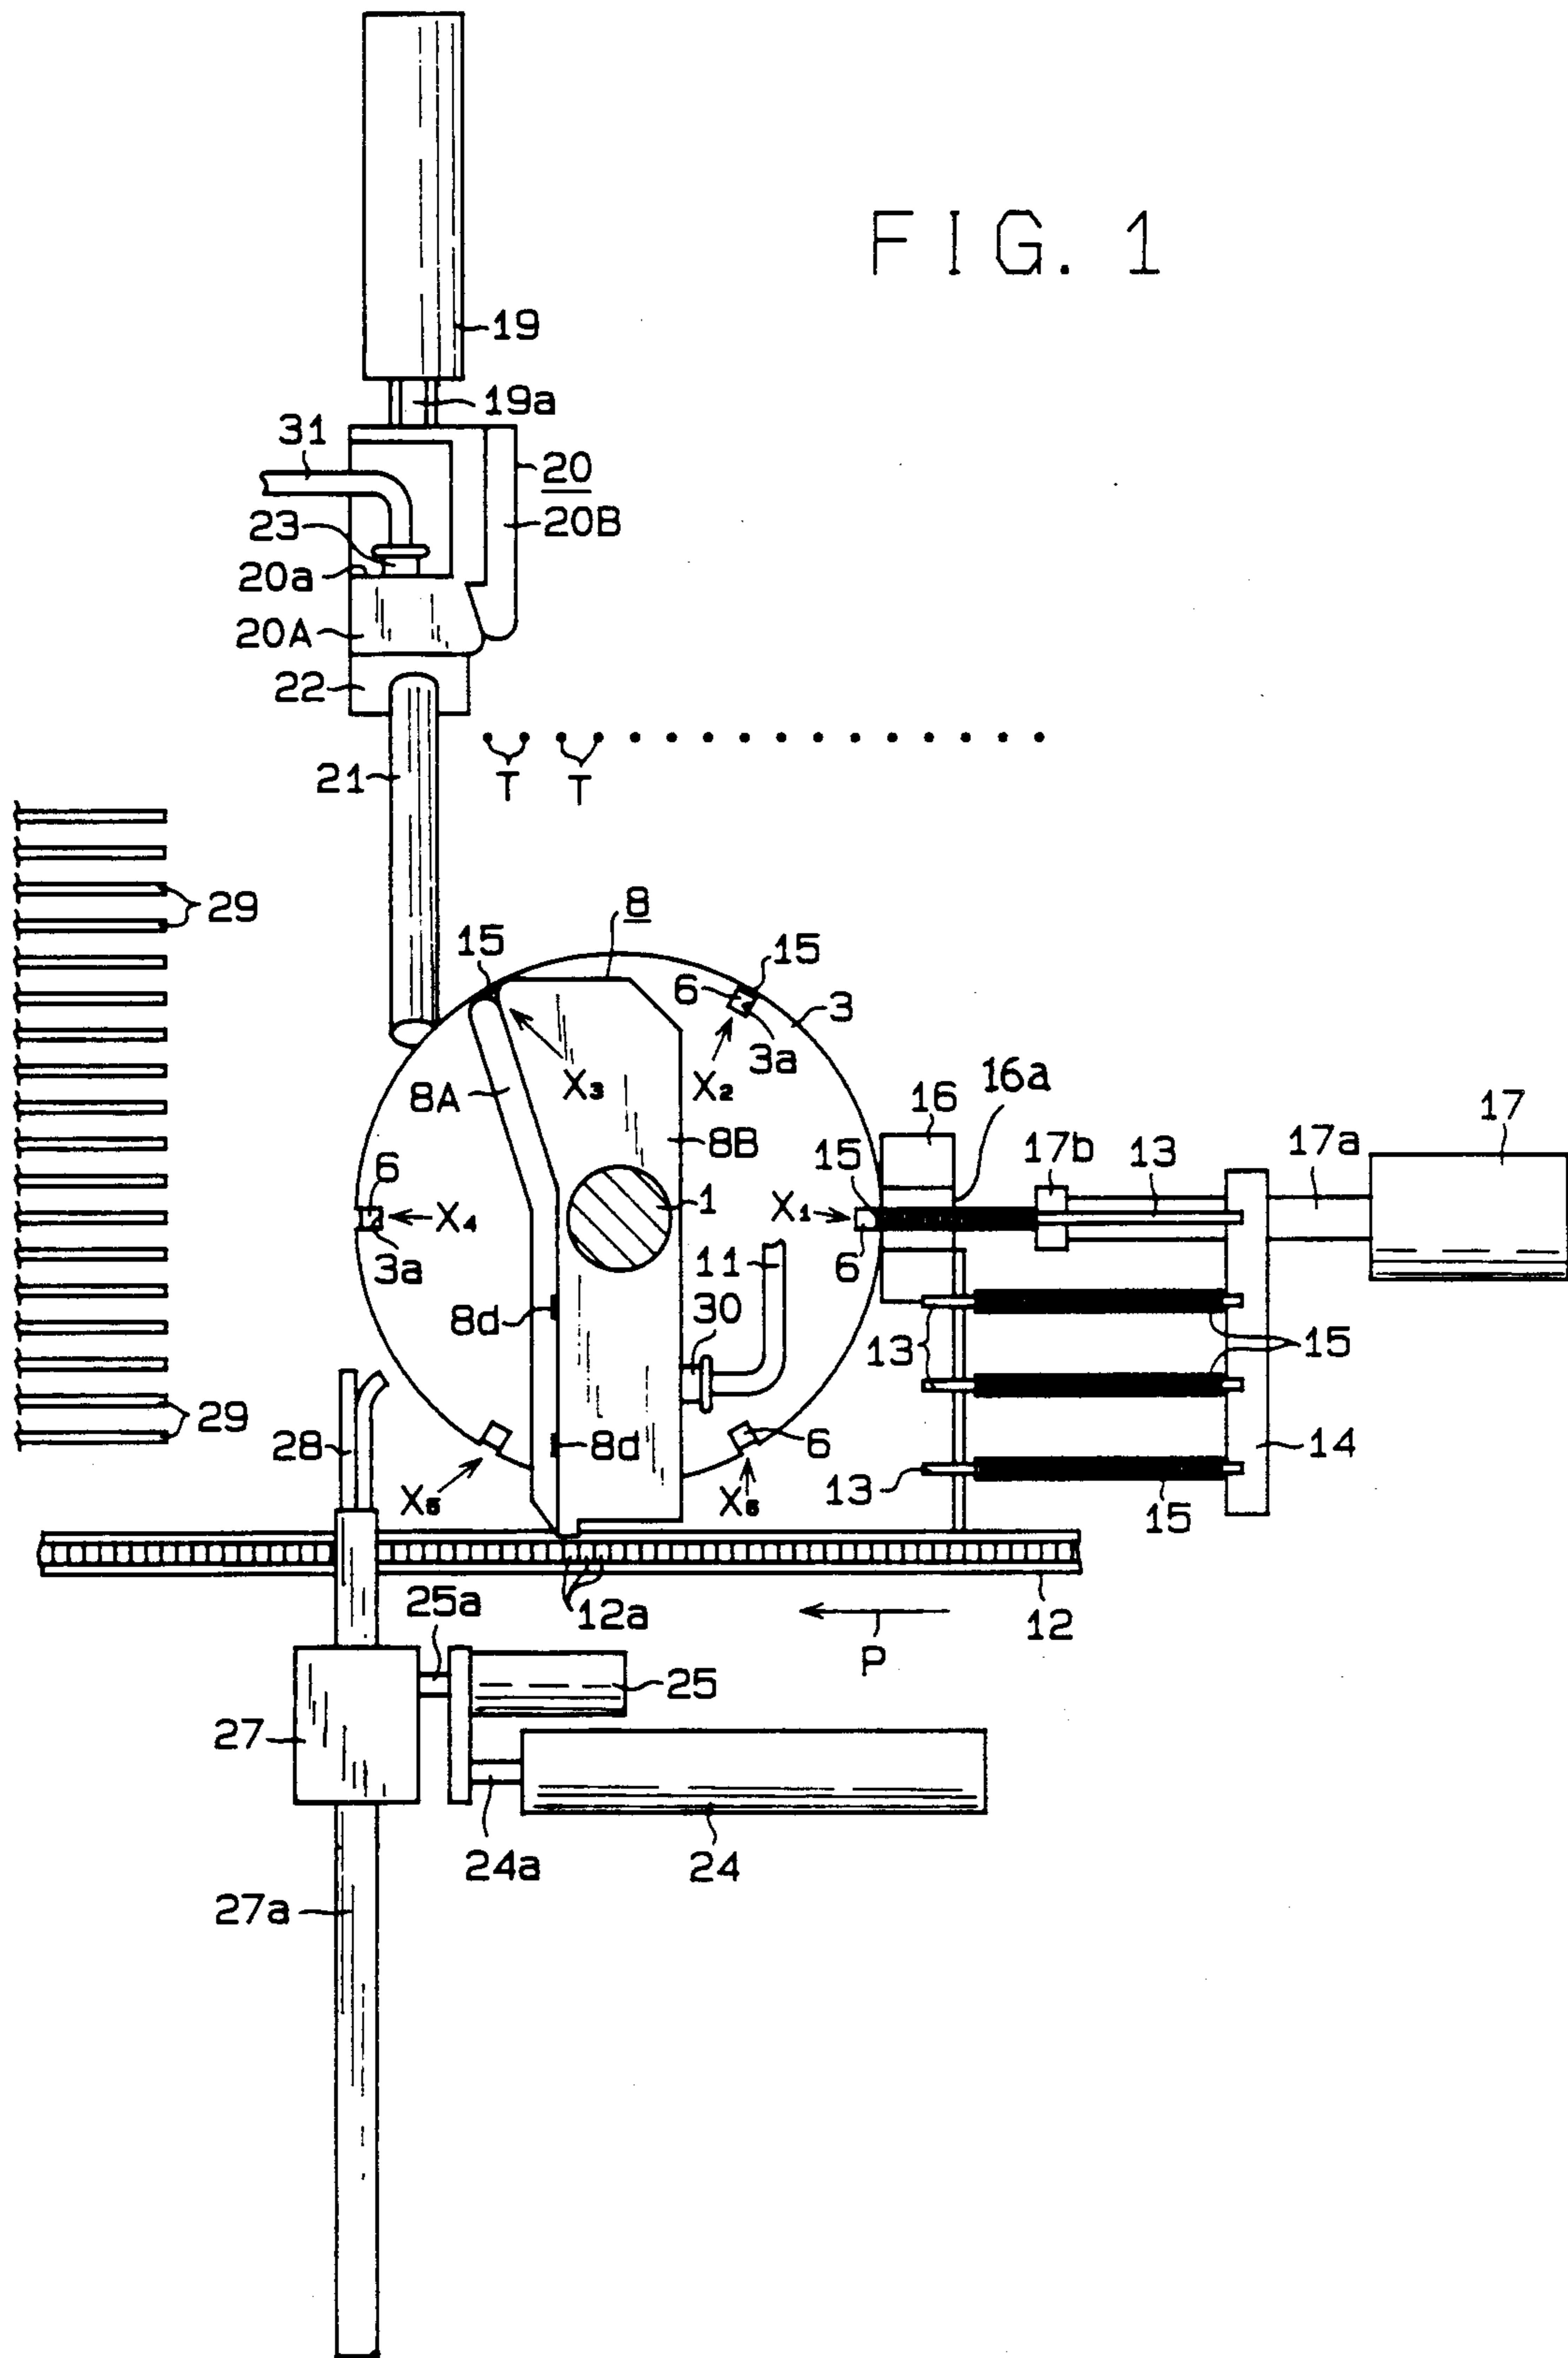 FIG. 1
19
19a
31
20
23
20B
20a
20A
22
21
T T
29
8
15
15
6
3
3a
X₃
X₂
8A
16
16a
8B
17
17b
13
17a
6
15
X₄
1
X₁
3a
6
11
8d
30
13
15
29
28
8d
6
14
X₅
X₆
13
15
25a
12a
12
P
25
27
24a
24
27a